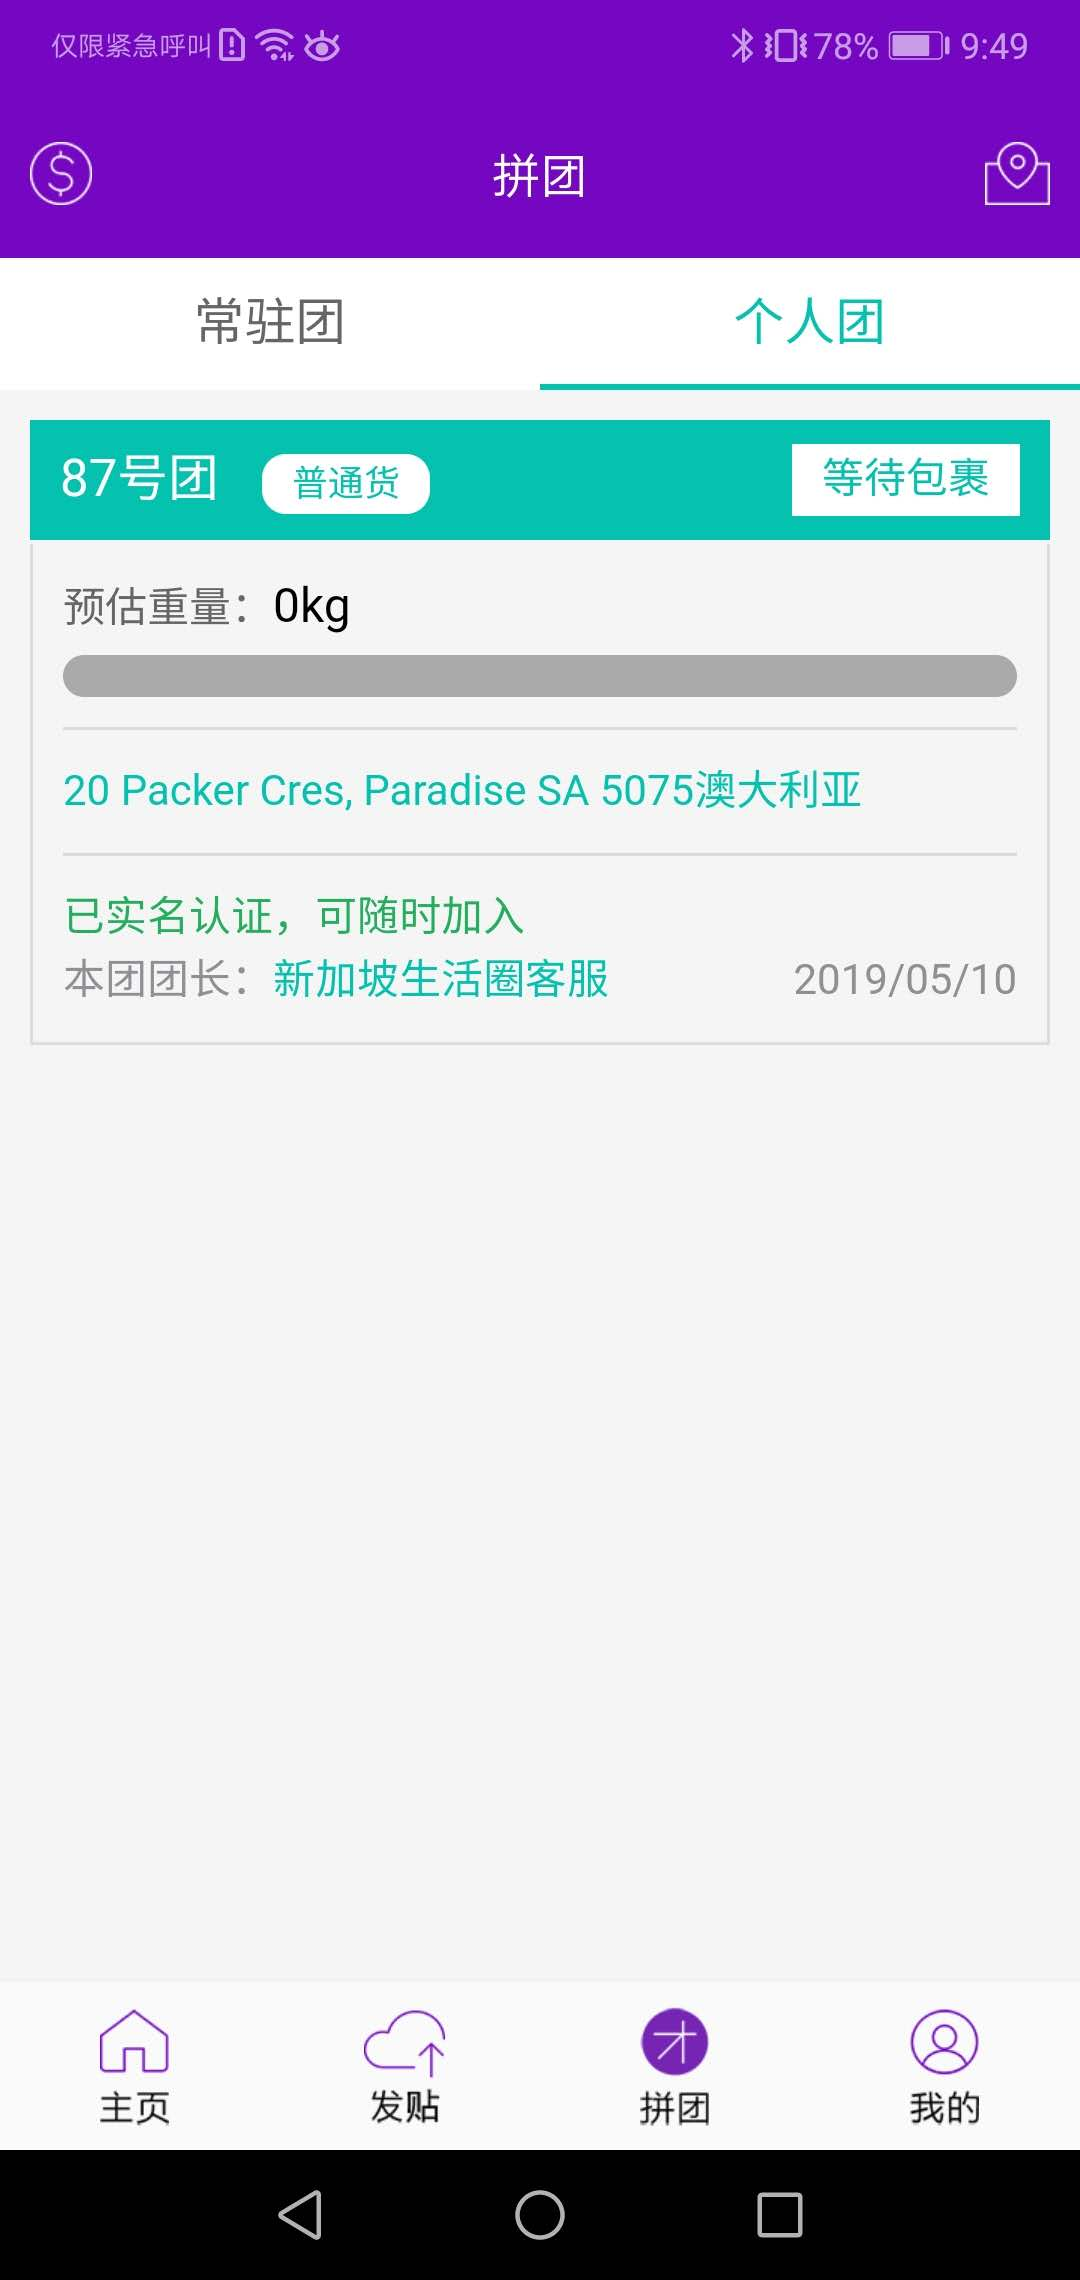 仅限紧急呼叫 78% 9:49
拼团
常驻团 个人团
87号团 普通货 等待包裹
预估重量：0kg
20 Packer Cres, Paradise SA 5075澳大利亚
已实名认证，可随时加入
本团团长：新加坡生活圈客服 2019/05/10
主页 发贴 拼团 我的